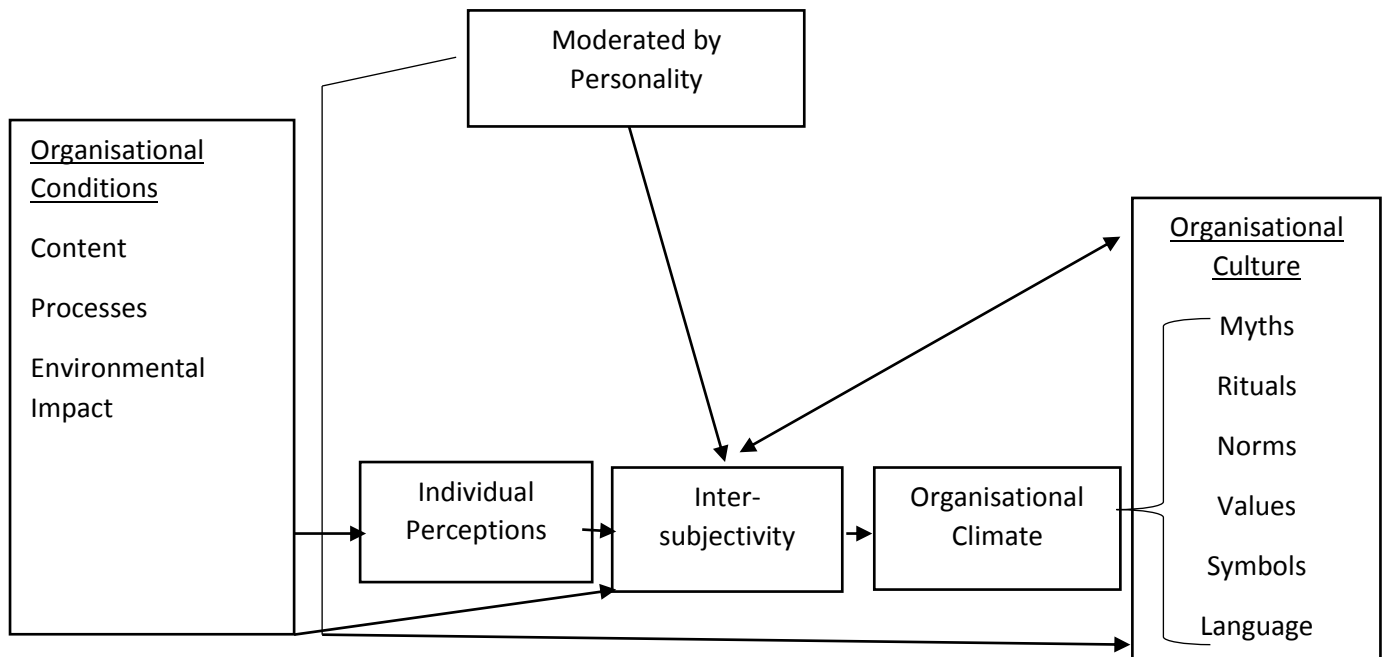 Moderated by
Personality
Organisational
Conditions
Content
Processes
Environmental
Impact
Individual
Perceptions
Inter-
subjectivity
Organisational
Climate
Organisational
Culture
Myths
Rituals
Norms
Values
Symbols
Language